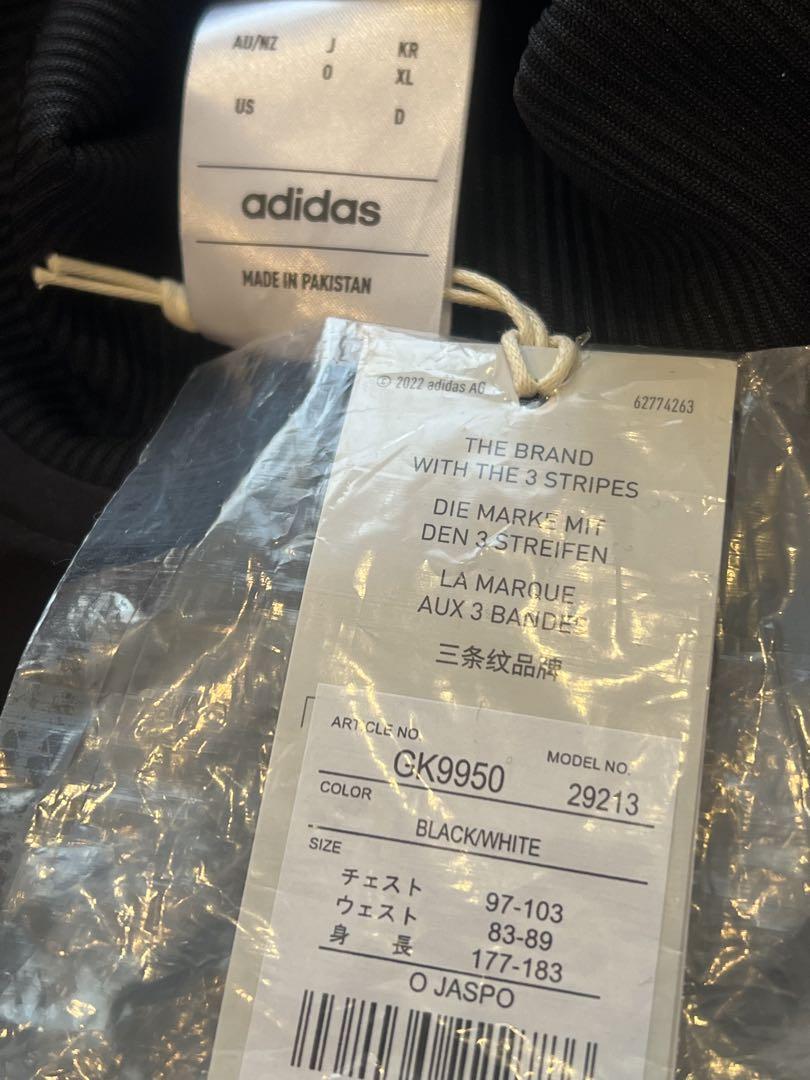 AU/NZ J KR
O XL
US D
adidas
MADE IN PAKISTAN
© 2022 adidas AG 62774263
THE BRAND
WITH THE 3 STRIPES
DIE MARKE MIT
DEN 3 STREIFEN
LA MARQUE
AUX 3 BANDES
三条纹品牌
ARTICLE NO. MODEL NO.
GK9950 29213
COLOR
BLACK/WHITE
SIZE
チェスト 97-103
ウェスト 83-89
身 長 177-183
O JASPO